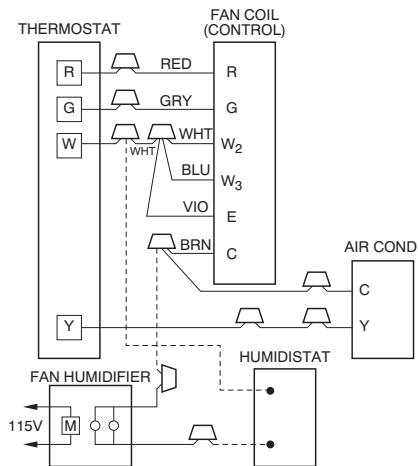 FAN COIL
(CONTROL)
THERMOSTAT
R RED R
G GRY G
W WHT WHT W2
BLU W3
VIO E
BRN C
AIR COND
C
Y Y
HUMIDISTAT
FAN HUMIDIFIER
115V M